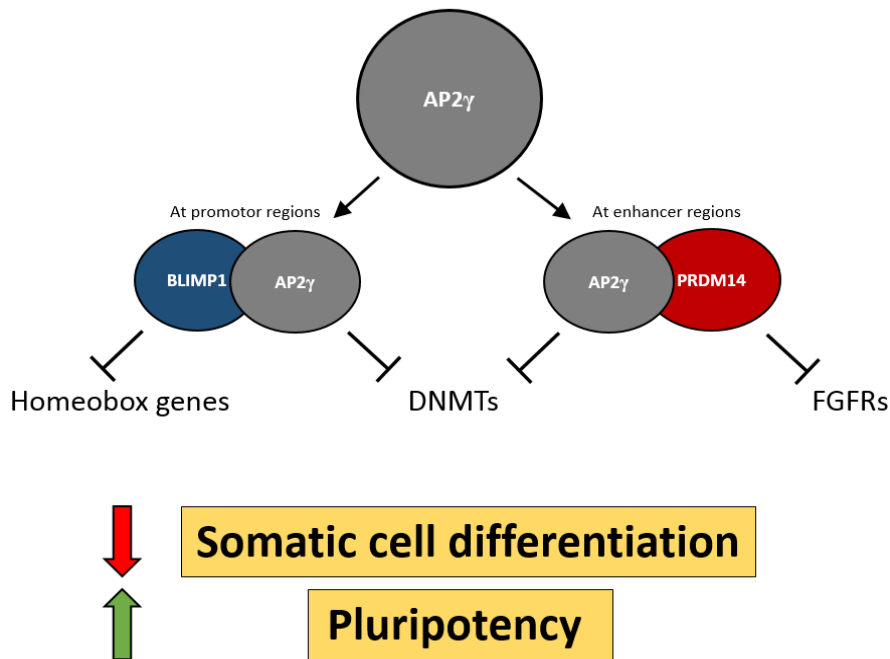 AP2γ
At promotor regions
At enhancer regions
BLIMP1
AP2γ
AP2γ
PRDM14
Homeobox genes
DNMTs
FGFRs
Somatic cell differentiation
Pluripotency